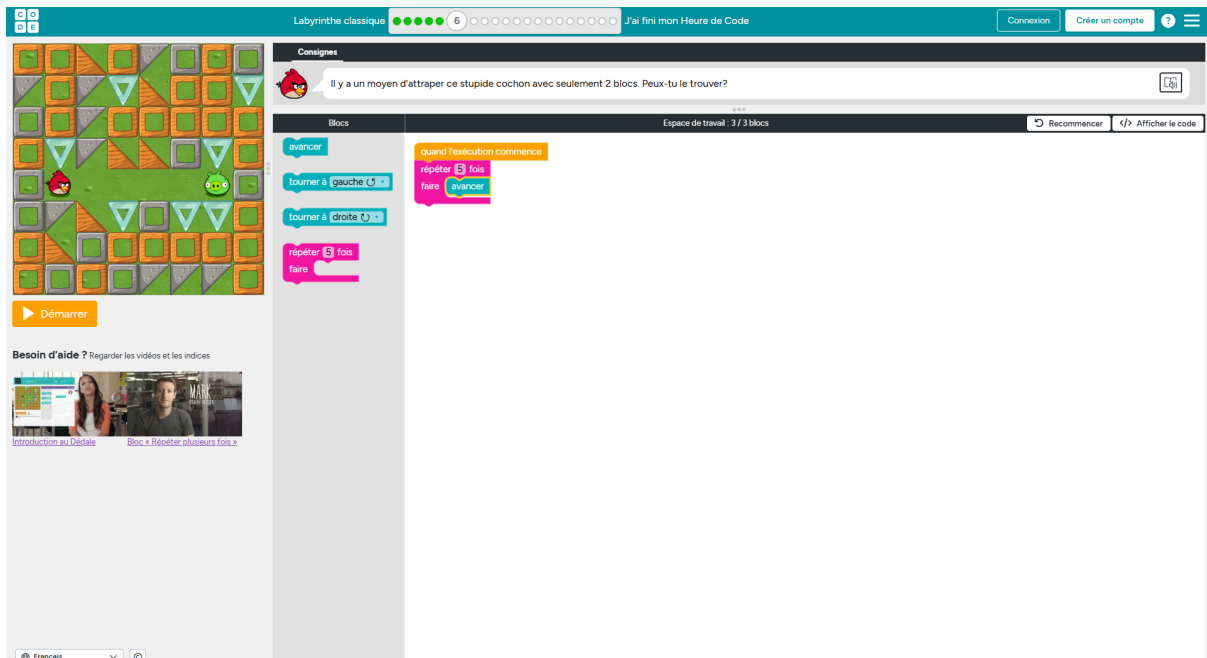 C O
D E
Labyrinthe classique
6
J'ai fini mon Heure de Code
Connexion
Créer un compte
?
Consignes
Il y a un moyen d'attraper ce stupide cochon avec seulement 2 blocs. Peux-tu le trouver?
Blocs
Espace de travail : 3 / 3 blocs
Recommencer
</> Afficher le code
avancer
tourner à gauche
tourner à droite
répéter 5 fois
faire
quand l'exécution commence
répéter 5 fois
faire avancer
Démarrer
Besoin d'aide ? Regarder les vidéos et les indices
MARK
Introduction au Dédale
Bloc « Répéter plusieurs fois »
Français